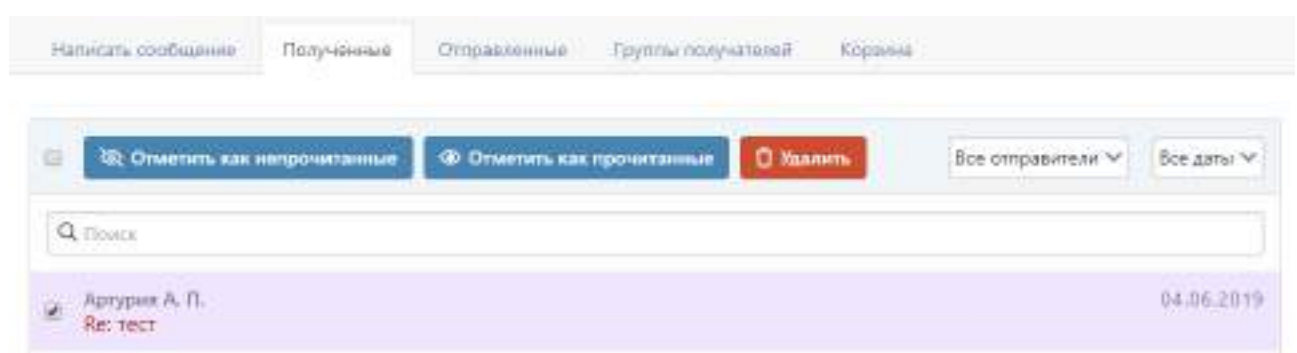 Написать сообщение Полученные Отправленные Группы получателей Корзина
Отметить как непрочитанные Отметить как прочитанные Удалить Все отправители Все даты
Поиск
Артурия А. П. 04.06.2019
Re: тест